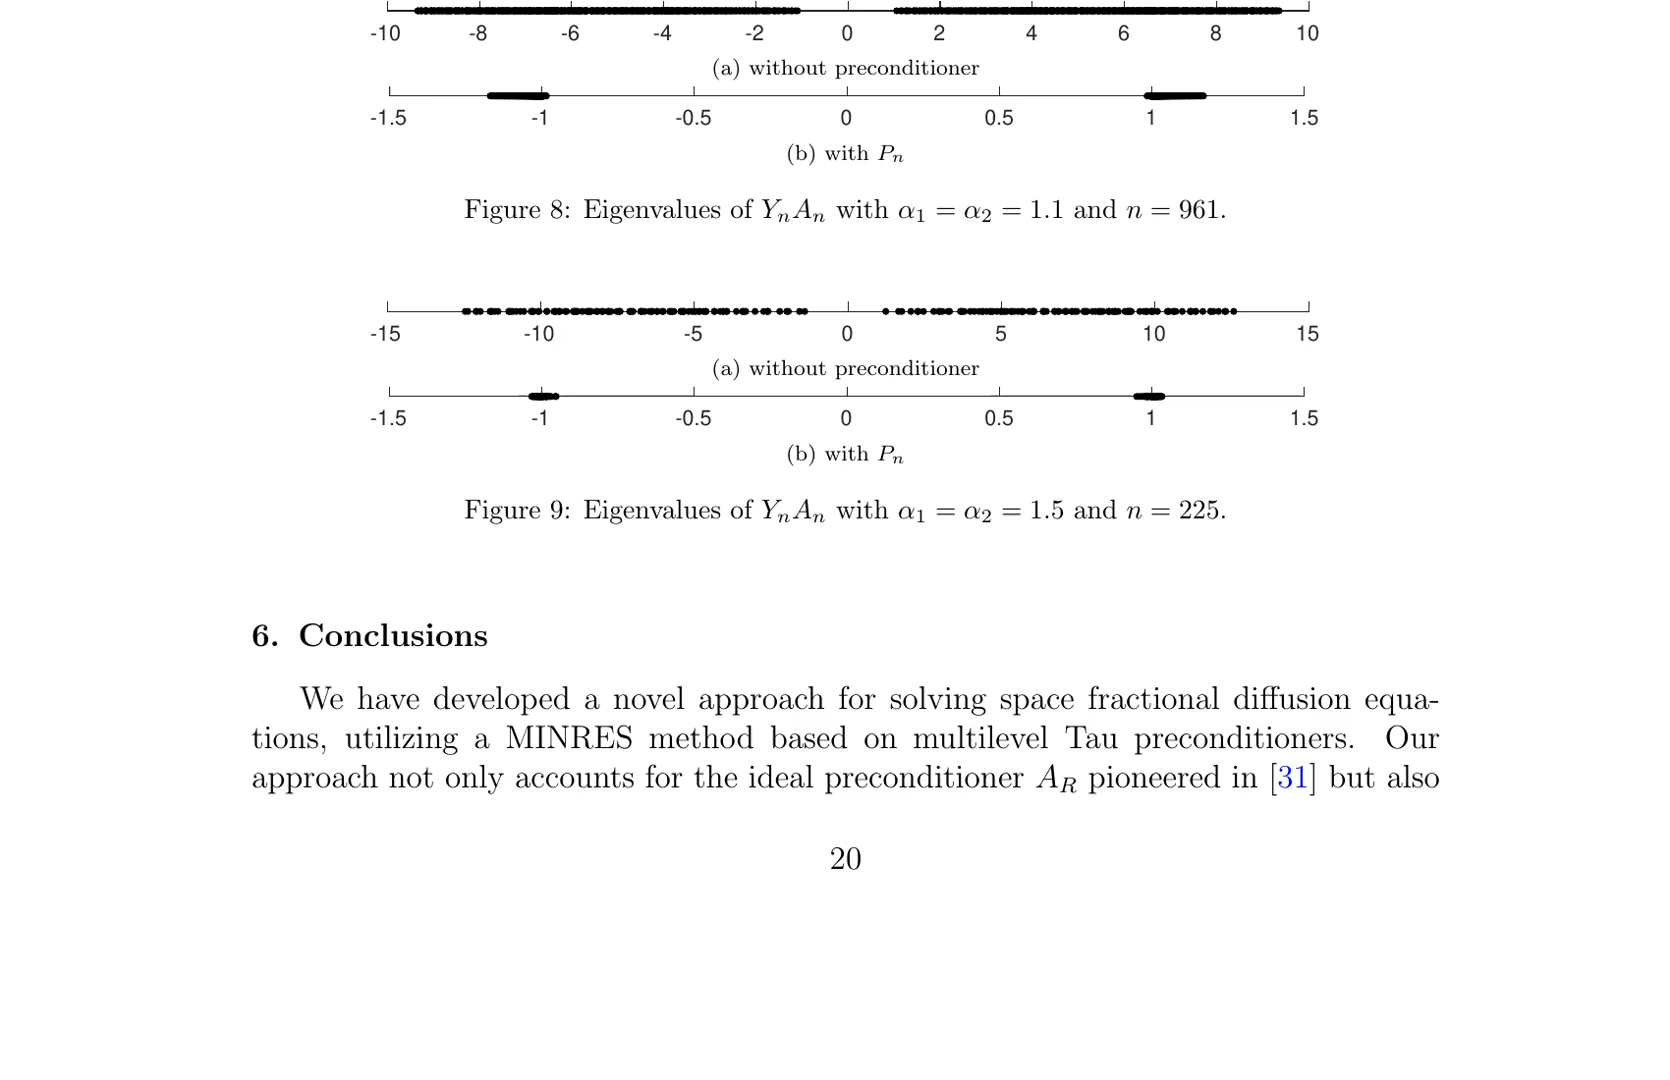 -10 -8 -6 -4 -2 0 2 4 6 8 10
(a) without preconditioner
-1.5 -1 -0.5 0 0.5 1 1.5
(b) with Pₙ
Figure 8: Eigenvalues of YₙAₙ with α₁ = α₂ = 1.1 and n = 961.
-15 -10 -5 0 5 10 15
(a) without preconditioner
-1.5 -1 -0.5 0 0.5 1 1.5
(b) with Pₙ
Figure 9: Eigenvalues of YₙAₙ with α₁ = α₂ = 1.5 and n = 225.
6. Conclusions
We have developed a novel approach for solving space fractional diffusion equa-
tions, utilizing a MINRES method based on multilevel Tau preconditioners. Our
approach not only accounts for the ideal preconditioner A_R pioneered in [31] but also
20